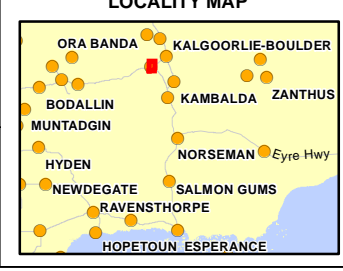 LOCALITY MAP
ORA BANDA
KALGOORLIE-BOULDER
KAMBALDA
ZANTHUS
BODALLIN
MUNTADGIN
NORSEMAN
Eyre Hwy
HYDEN
NEWDEGATE
SALMON GUMS
RAVENSTHORPE
HOPETOUN
ESPERANCE